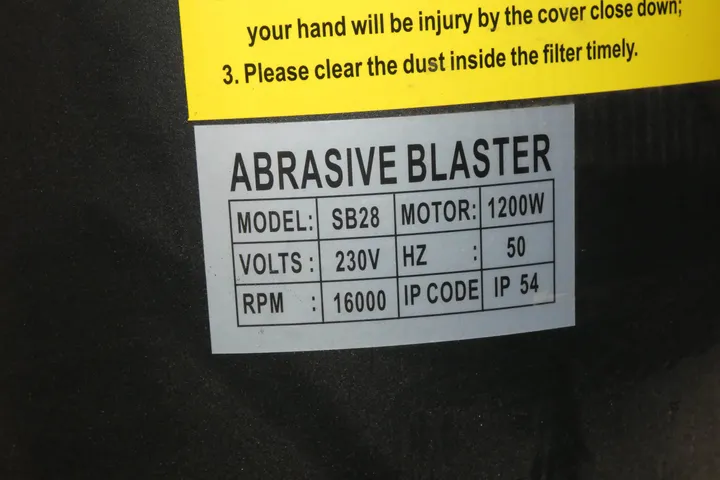 your hand will be injury by the cover close down;
3. Please clear the dust inside the filter timely.
ABRASIVE BLASTER
MODEL: SB28 MOTOR: 1200W
VOLTS : 230V HZ : 50
RPM : 16000 IP CODE IP 54